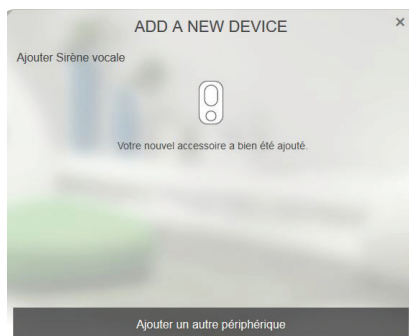 ADD A NEW DEVICE
×
Ajouter Sirène vocale
Votre nouvel accessoire a bien été ajouté.
Ajouter un autre périphérique